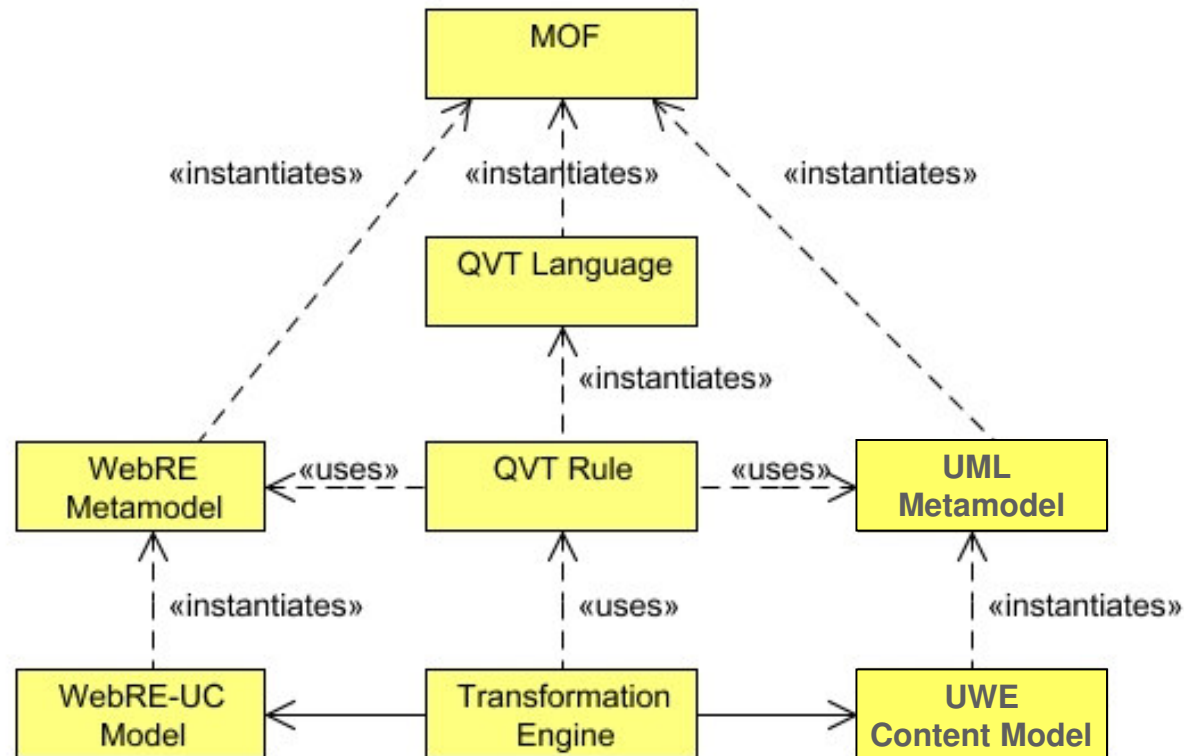 MOF
«instantiates»
«instantiates»
«instantiates»
QVT Language
«instantiates»
WebRE
Metamodel
«uses»
QVT Rule
«uses»
UML
Metamodel
«instantiates»
«uses»
«instantiates»
WebRE-UC
Model
Transformation
Engine
UWE
Content Model